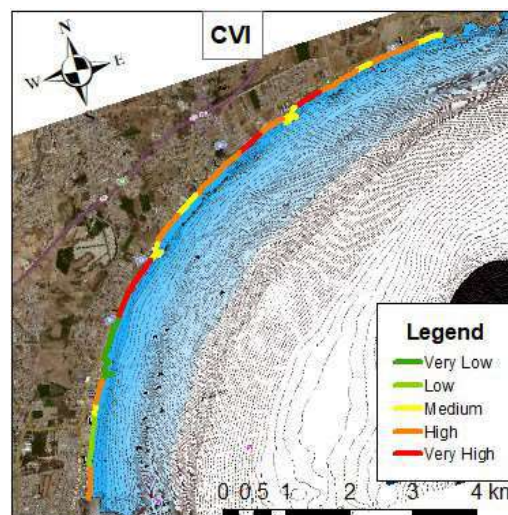 CVI
N
W
E
Legend
Very Low
Low
Medium
High
Very High
0 0,5 1 2 3 4 km